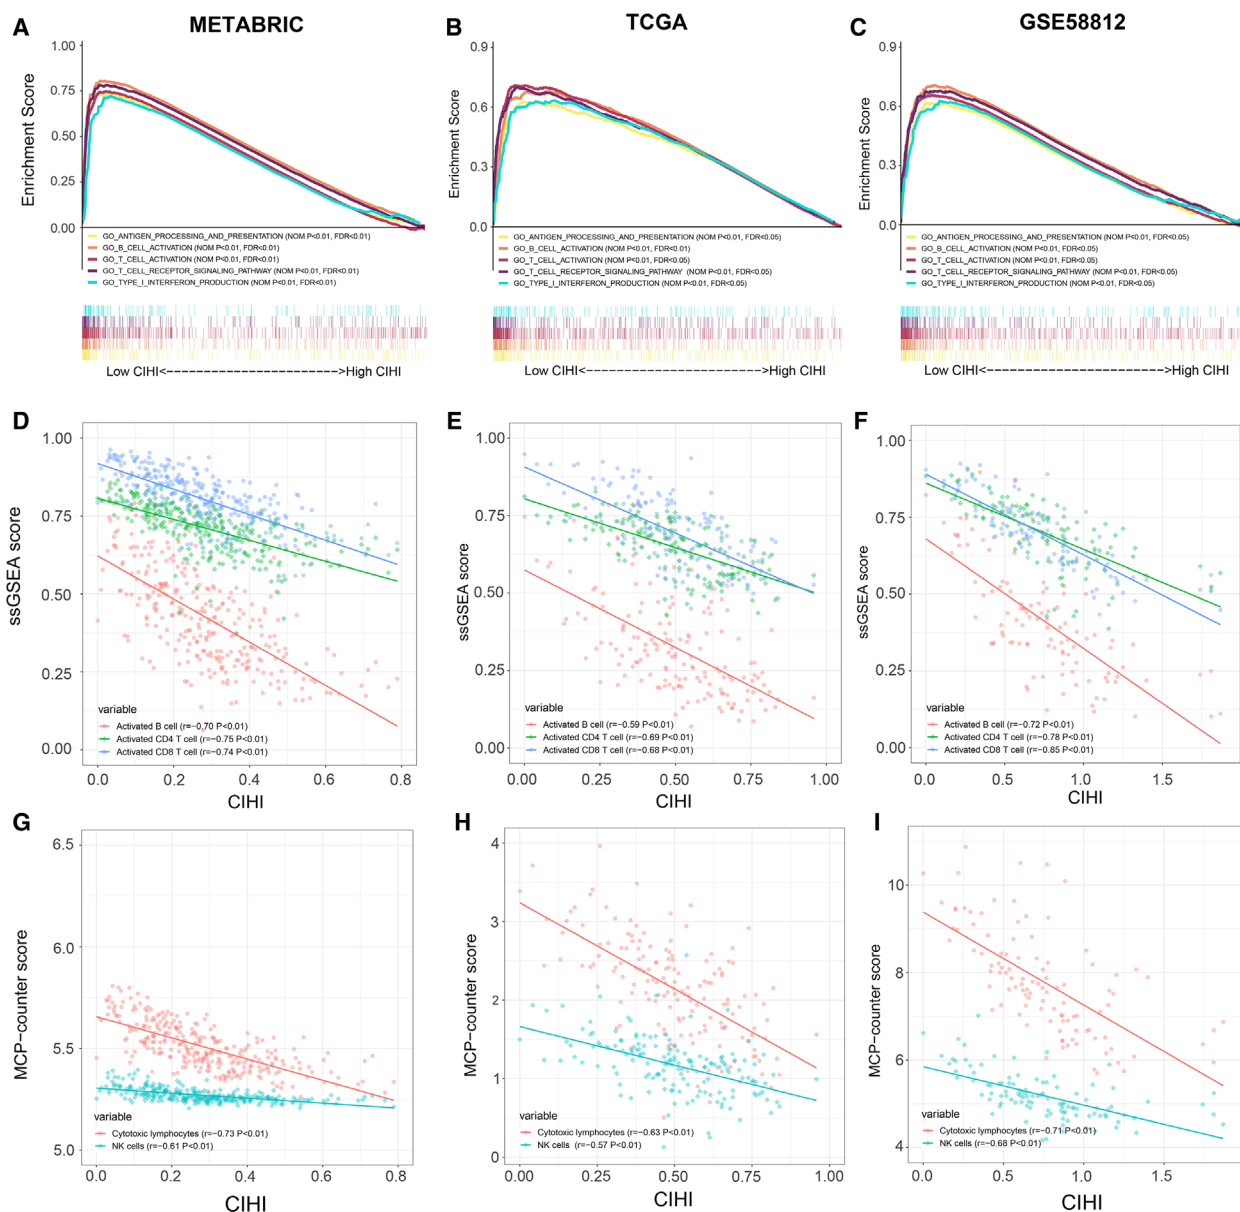 A
METABRIC
B
TCGA
C
GSE58812
Enrichment Score
1.00
0.75
0.50
0.25
0.00
GO_ANTIGEN_PROCESSING_AND_PRESENTATION (NOM P<0.01, FDR<0.01)
GO_B_CELL_ACTIVATION (NOM P<0.01, FDR<0.01)
GO_T_CELL_ACTIVATION (NOM P<0.01, FDR<0.01)
GO_T_CELL_RECEPTOR_SIGNALING_PATHWAY (NOM P<0.01, FDR<0.01)
GO_TYPE_I_INTERFERON_PRODUCTION (NOM P<0.01, FDR<0.01)
Low CIHI<-------------------->High CIHI
Enrichment Score
0.9
0.6
0.3
0.0
GO_ANTIGEN_PROCESSING_AND_PRESENTATION (NOM P<0.01, FDR<0.05)
GO_B_CELL_ACTIVATION (NOM P<0.01, FDR<0.01)
GO_T_CELL_ACTIVATION (NOM P<0.01, FDR<0.05)
GO_T_CELL_RECEPTOR_SIGNALING_PATHWAY (NOM P<0.01, FDR<0.05)
GO_TYPE_I_INTERFERON_PRODUCTION (NOM P<0.01, FDR<0.05)
Low CIHI<-------------------->High CIHI
Enrichment Score
0.9
0.6
0.3
0.0
GO_ANTIGEN_PROCESSING_AND_PRESENTATION (NOM P<0.01, FDR<0.05)
GO_B_CELL_ACTIVATION (NOM P<0.01, FDR<0.05)
GO_T_CELL_ACTIVATION (NOM P<0.01, FDR<0.05)
GO_T_CELL_RECEPTOR_SIGNALING_PATHWAY (NOM P<0.01, FDR<0.05)
GO_TYPE_I_INTERFERON_PRODUCTION (NOM P<0.01, FDR<0.05)
Low CIHI<-------------------->High CIHI
D
ssGSEA score
1.00
0.75
0.50
0.25
0.00
variable
Activated B cell (r=−0.70 P<0.01)
Activated CD4 T cell (r=−0.75 P<0.01)
Activated CD8 T cell (r=−0.74 P<0.01)
0.0 0.2 0.4 0.6 0.8
CIHI
E
ssGSEA score
1.00
0.75
0.50
0.25
0.00
variable
Activated B cell (r=−0.59 P<0.01)
Activated CD4 T cell (r=−0.69 P<0.01)
Activated CD8 T cell (r=−0.68 P<0.01)
0.00 0.25 0.50 0.75 1.00
CIHI
F
ssGSEA score
1.00
0.75
0.50
0.25
0.00
variable
Activated B cell (r=−0.72 P<0.01)
Activated CD4 T cell (r=−0.78 P<0.01)
Activated CD8 T cell (r=−0.85 P<0.01)
0.0 0.5 1.0 1.5
CIHI
G
MCP−counter score
6.5
6.0
5.5
5.0
variable
Cytotoxic lymphocytes (r=−0.73 P<0.01)
NK cells (r=−0.61 P<0.01)
0.0 0.2 0.4 0.6 0.8
CIHI
H
MCP−counter score
4
3
2
1
0
variable
Cytotoxic lymphocytes (r=−0.63 P<0.01)
NK cells (r=−0.57 P<0.01)
0.00 0.25 0.50 0.75 1.00
CIHI
I
MCP−counter score
10
8
6
4
variable
Cytotoxic lymphocytes (r=−0.71 P<0.01)
NK cells (r=−0.68 P<0.01)
0.0 0.5 1.0 1.5
CIHI